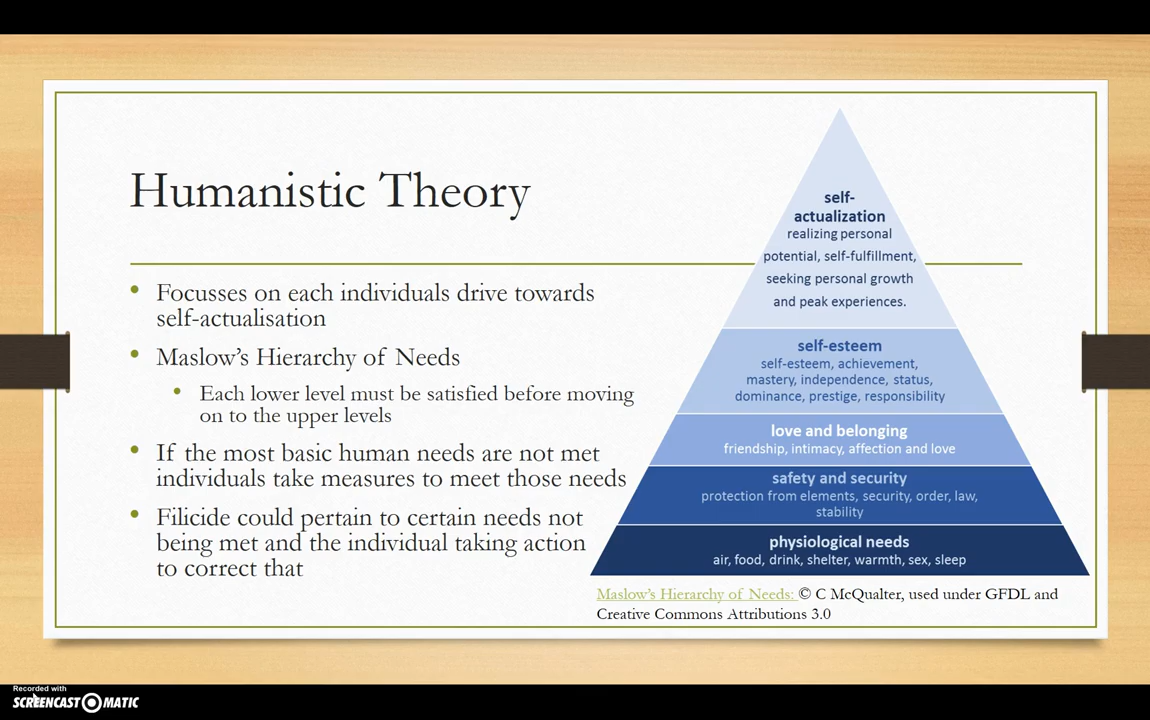 Humanistic Theory
Focusses on each individuals drive towards
self-actualisation
Maslow's Hierarchy of Needs
Each lower level must be satisfied before moving
on to the upper levels
If the most basic human needs are not met
individuals take measures to meet those needs
Filicide could pertain to certain needs not
being met and the individual taking action
to correct that
self-
actualization
realizing personal
potential, self-fulfillment,
seeking personal growth
and peak experiences.
self-esteem
self-esteem, achievement,
mastery, independence, status,
dominance, prestige, responsibility
love and belonging
friendship, intimacy, affection and love
safety and security
protection from elements, security, order, law,
stability
physiological needs
air, food, drink, shelter, warmth, sex, sleep
Maslow's Hierarchy of Needs: © C McQualter, used under GFDL and
Creative Commons Attributions 3.0
Recorded with
SCREENCAST-O-MATIC